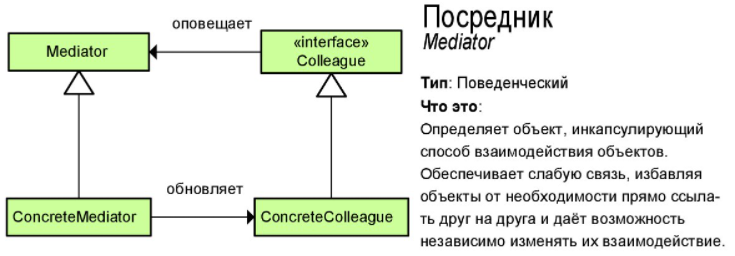 оповещает
Mediator
«interface»
Colleague
обновляет
ConcreteMediator
ConcreteColleague
Посредник
Mediator
Тип: Поведенческий
Что это:
Определяет объект, инкапсулирующий
способ взаимодействия объектов.
Обеспечивает слабую связь, избавляя
объекты от необходимости прямо ссыла-
ть друг на друга и даёт возможность
независимо изменять их взаимодействие.